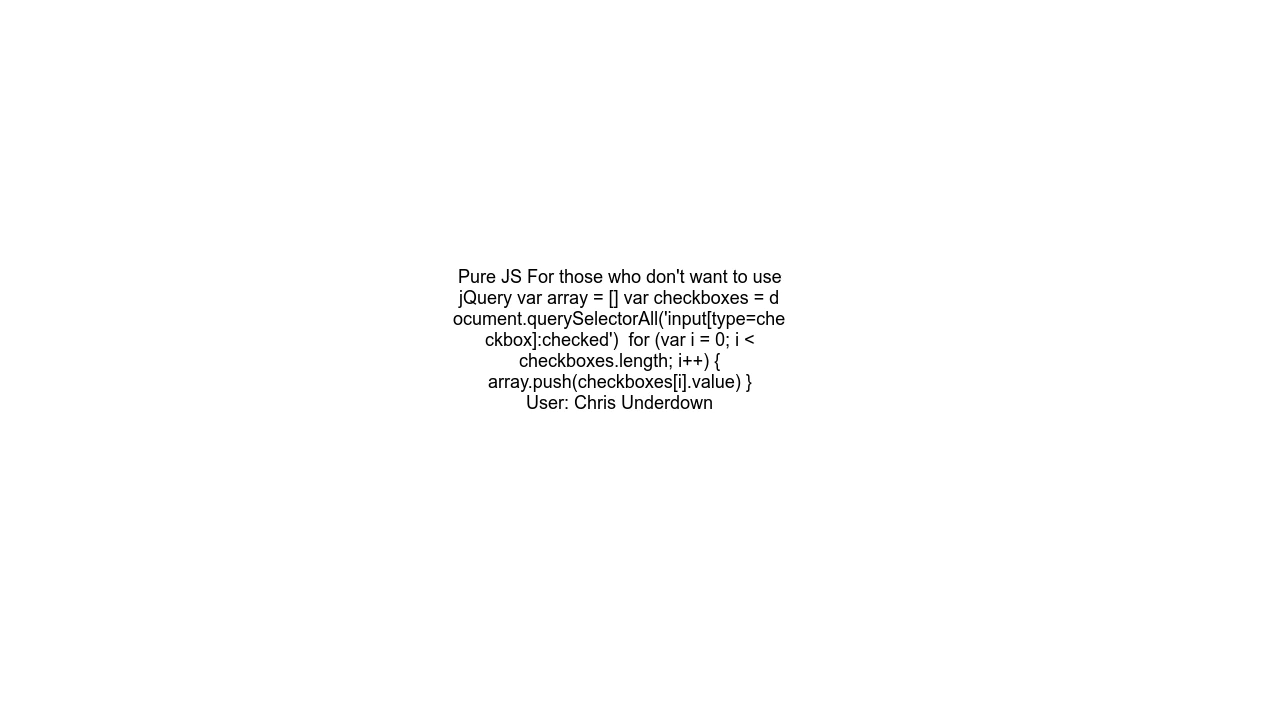 Pure JS For those who don't want to use
jQuery var array = [] var checkboxes = d
ocument.querySelectorAll('input[type=che
ckbox]:checked')  for (var i = 0; i <
checkboxes.length; i++) {
array.push(checkboxes[i].value) }
User: Chris Underdown